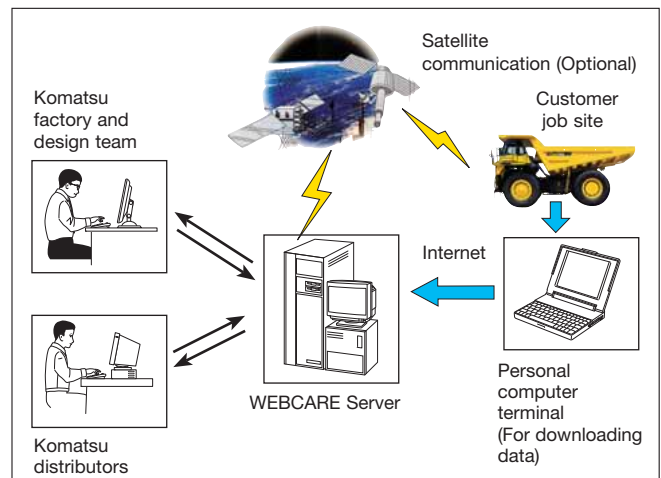 Satellite
communication (Optional)
Komatsu
factory and
design team
Customer
job site
Internet
WEBCARE Server
Personal
computer
terminal
(For downloading
data)
Komatsu
distributors